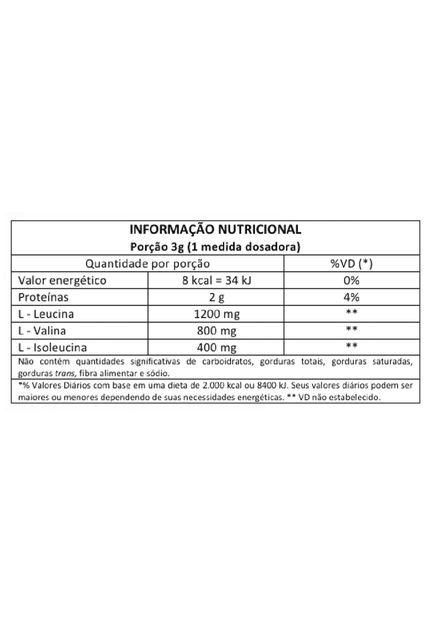 INFORMAÇÃO NUTRICIONAL
Porção 3g (1 medida dosadora)
Quantidade por porção %VD (*)
Valor energético 8 kcal = 34 kJ 0%
Proteínas 2 g 4%
L - Leucina 1200 mg **
L - Valina 800 mg **
L - Isoleucina 400 mg **
Não contém quantidades significativas de carboidratos, gorduras totais, gorduras saturadas,
gorduras trans, fibra alimentar e sódio.
*% Valores Diários com base em uma dieta de 2.000 kcal ou 8400 kJ. Seus valores diários podem ser
maiores ou menores dependendo de suas necessidades energéticas. ** VD não estabelecido.